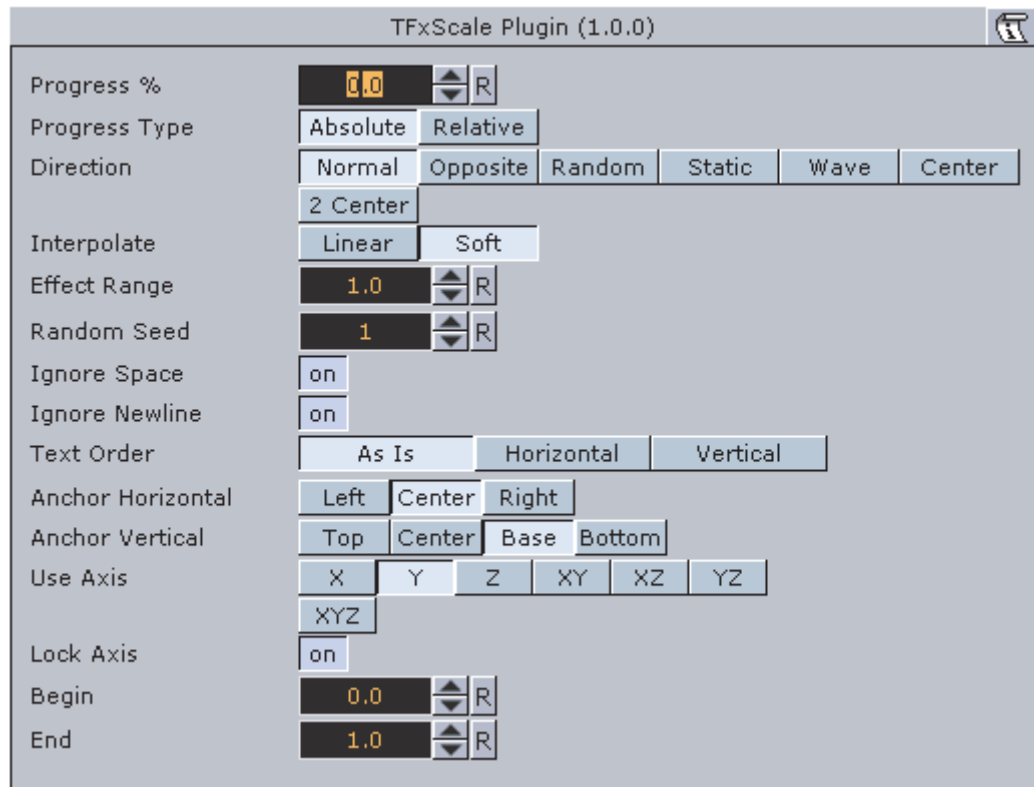 TFxScale Plugin (1.0.0)
Progress % 0.0 R
Progress Type Absolute Relative
Direction Normal Opposite Random Static Wave Center
2 Center
Interpolate Linear Soft
Effect Range 1.0 R
Random Seed 1 R
Ignore Space on
Ignore Newline on
Text Order As Is Horizontal Vertical
Anchor Horizontal Left Center Right
Anchor Vertical Top Center Base Bottom
Use Axis X Y Z XY XZ YZ
XYZ
Lock Axis on
Begin 0.0 R
End 1.0 R